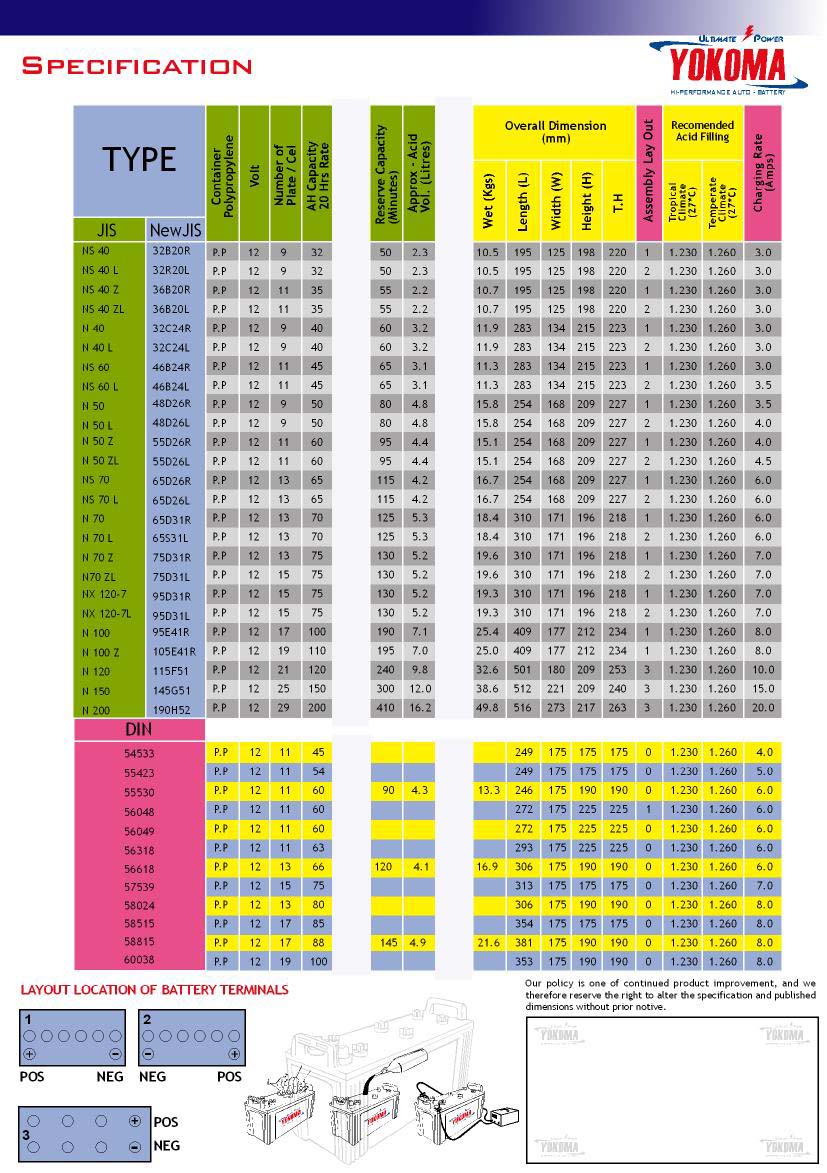 SPECIFICATION
ULTIMATE POWER
YOKOMA
HI-PERFORMANCE AUTO - BATTERY
TYPE
JIS NewJIS
Container Polypropylene
Volt
Number of Plate / Cel
AH Capacity 20 Hrs Rate
Reserve Capacity (Minutes)
Approx - Acid Vol. (Litres)
Wet (Kgs)
Overall Dimension (mm)
Length (L)
Width (W)
Height (H)
T.H
Assembly Lay Out
Recomended Acid Filling
Tropical Climate (27°C)
Temperate Climate (27°C)
Charging Rate (Amps)
NS 40 32B20R P.P 12 9 32 50 2.3 10.5 195 125 198 220 1 1.230 1.260 3.0
NS 40 L 32R20L P.P 12 9 32 50 2.3 10.5 195 125 198 220 2 1.230 1.260 3.0
NS 40 Z 36B20R P.P 12 11 35 55 2.2 10.7 195 125 198 220 1 1.230 1.260 3.0
NS 40 ZL 36B20L P.P 12 11 35 55 2.2 10.7 195 125 198 220 2 1.230 1.260 3.0
N 40 32C24R P.P 12 9 40 60 3.2 11.9 283 134 215 223 1 1.230 1.260 3.0
N 40 L 32C24L P.P 12 9 40 60 3.2 11.9 283 134 215 223 2 1.230 1.260 3.0
NS 60 46B24R P.P 12 11 45 65 3.1 11.3 283 134 215 223 1 1.230 1.260 3.0
NS 60 L 46B24L P.P 12 11 45 65 3.1 11.3 283 134 215 223 2 1.230 1.260 3.5
N 50 48D26R P.P 12 9 50 80 4.8 15.8 254 168 209 227 1 1.230 1.260 3.5
N 50 L 48D26L P.P 12 9 50 80 4.8 15.8 254 168 209 227 2 1.230 1.260 4.0
N 50 Z 55D26R P.P 12 11 60 95 4.4 15.1 254 168 209 227 1 1.230 1.260 4.0
N 50 ZL 55D26L P.P 12 11 60 95 4.4 15.1 254 168 209 227 2 1.230 1.260 4.5
NS 70 65D26R P.P 12 13 65 115 4.2 16.7 254 168 209 227 1 1.230 1.260 6.0
NS 70 L 65D26L P.P 12 13 65 115 4.2 16.7 254 168 209 227 2 1.230 1.260 6.0
N 70 65D31R P.P 12 13 70 125 5.3 18.4 310 171 196 218 1 1.230 1.260 6.0
N 70 L 65S31L P.P 12 13 70 125 5.3 18.4 310 171 196 218 2 1.230 1.260 6.0
N 70 Z 75D31R P.P 12 13 75 130 5.2 19.6 310 171 196 218 1 1.230 1.260 7.0
N70 ZL 75D31L P.P 12 15 75 130 5.2 19.6 310 171 196 218 2 1.230 1.260 7.0
NX 120-7 95D31R P.P 12 15 75 130 5.2 19.3 310 171 196 218 1 1.230 1.260 7.0
NX 120-7L 95D31L P.P 12 15 75 130 5.2 19.3 310 171 196 218 2 1.230 1.260 7.0
N 100 95E41R P.P 12 17 100 190 7.1 25.4 409 177 212 234 1 1.230 1.260 8.0
N 100 Z 105E41R P.P 12 19 110 195 7.0 25.0 409 177 212 234 1 1.230 1.260 8.0
N 120 115F51 P.P 12 21 120 240 9.8 32.6 501 180 209 253 3 1.230 1.260 10.0
N 150 145G51 P.P 12 25 150 300 12.0 38.6 512 221 209 240 3 1.230 1.260 15.0
N 200 190H52 P.P 12 29 200 410 16.2 49.8 516 273 217 263 3 1.230 1.260 20.0
DIN
54533 P.P 12 11 45 249 175 175 175 0 1.230 1.260 4.0
55423 P.P 12 11 54 249 175 175 175 0 1.230 1.260 5.0
55530 P.P 12 11 60 90 4.3 13.3 246 175 190 190 0 1.230 1.260 6.0
56048 P.P 12 11 60 272 175 225 225 1 1.230 1.260 6.0
56049 P.P 12 11 60 272 175 225 225 0 1.230 1.260 6.0
56318 P.P 12 11 63 293 175 225 225 0 1.230 1.260 6.0
56618 P.P 12 13 66 120 4.1 16.9 306 175 190 190 0 1.230 1.260 6.0
57539 P.P 12 15 75 313 175 175 175 0 1.230 1.260 7.0
58024 P.P 12 13 80 306 175 190 190 0 1.230 1.260 8.0
58515 P.P 12 17 85 354 175 175 175 0 1.230 1.260 8.0
58815 P.P 12 17 88 145 4.9 21.6 381 175 190 190 0 1.230 1.260 8.0
60038 P.P 12 19 100 353 175 190 190 0 1.230 1.260 8.0
LAYOUT LOCATION OF BATTERY TERMINALS
1
+ −
POS NEG
2
− +
NEG POS
3
+ POS
− NEG
YOKOMA
YOKOMA
YOKOMA
Our policy is one of continued product improvement, and we
therefore reserve the right to alter the specification and published
dimensions without prior notive.
YOKOMA YOKOMA
YOKOMA YOKOMA